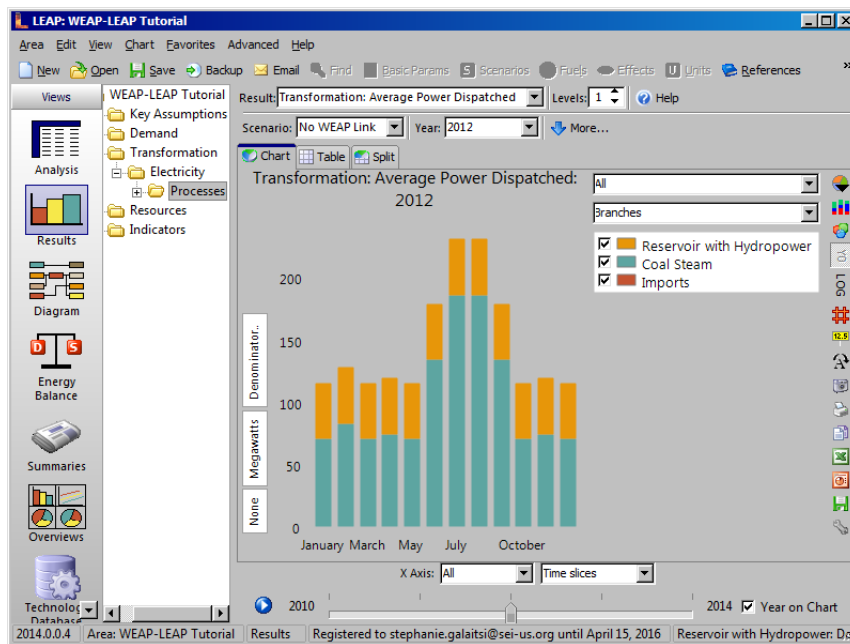 LEAP: WEAP-LEAP Tutorial
Area Edit View Chart Favorites Advanced Help
New Open Save Backup Email Find Basic Params Scenarios Fuels Effects Units References »
Views
WEAP-LEAP Tutorial
Key Assumptions
Demand
Transformation
Electricity
Processes
Resources
Indicators
Analysis
Results
Diagram
Energy
Balance
Summaries
Overviews
Technolog
Database
Result: Transformation: Average Power Dispatched Levels: 1 Help
Scenario: No WEAP Link Year: 2012 More...
Chart Table Split
Transformation: Average Power Dispatched:
2012
All
Branches
Reservoir with Hydropower
Coal Steam
Imports
200
150
100
50
0
Denominator..
Megawatts
None
January March May July October
X Axis: All Time slices
2010 2014 Year on Chart
YO
LOG
12.5
2014.0.0.4 Area: WEAP-LEAP Tutorial Results Registered to stephanie.galaitsi@sei-us.org until April 15, 2016 Reservoir with Hydropower: D